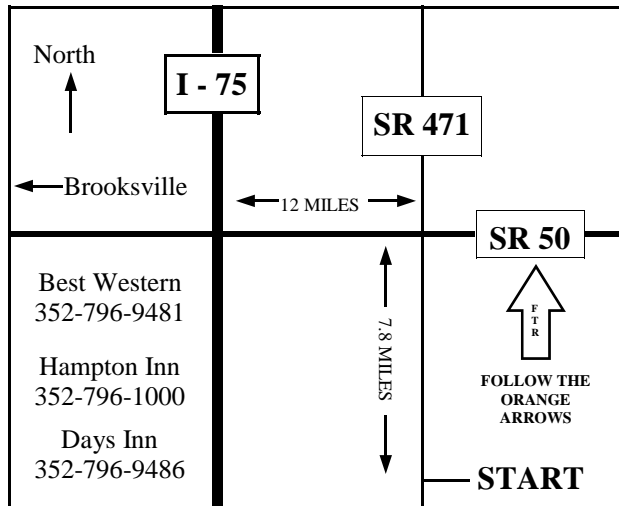 North
I - 75
SR 471
Brooksville
12 MILES
SR 50
Best Western
352-796-9481
Hampton Inn
352-796-1000
Days Inn
352-796-9486
7.8 MILES
F
T
R
FOLLOW THE
ORANGE
ARROWS
START